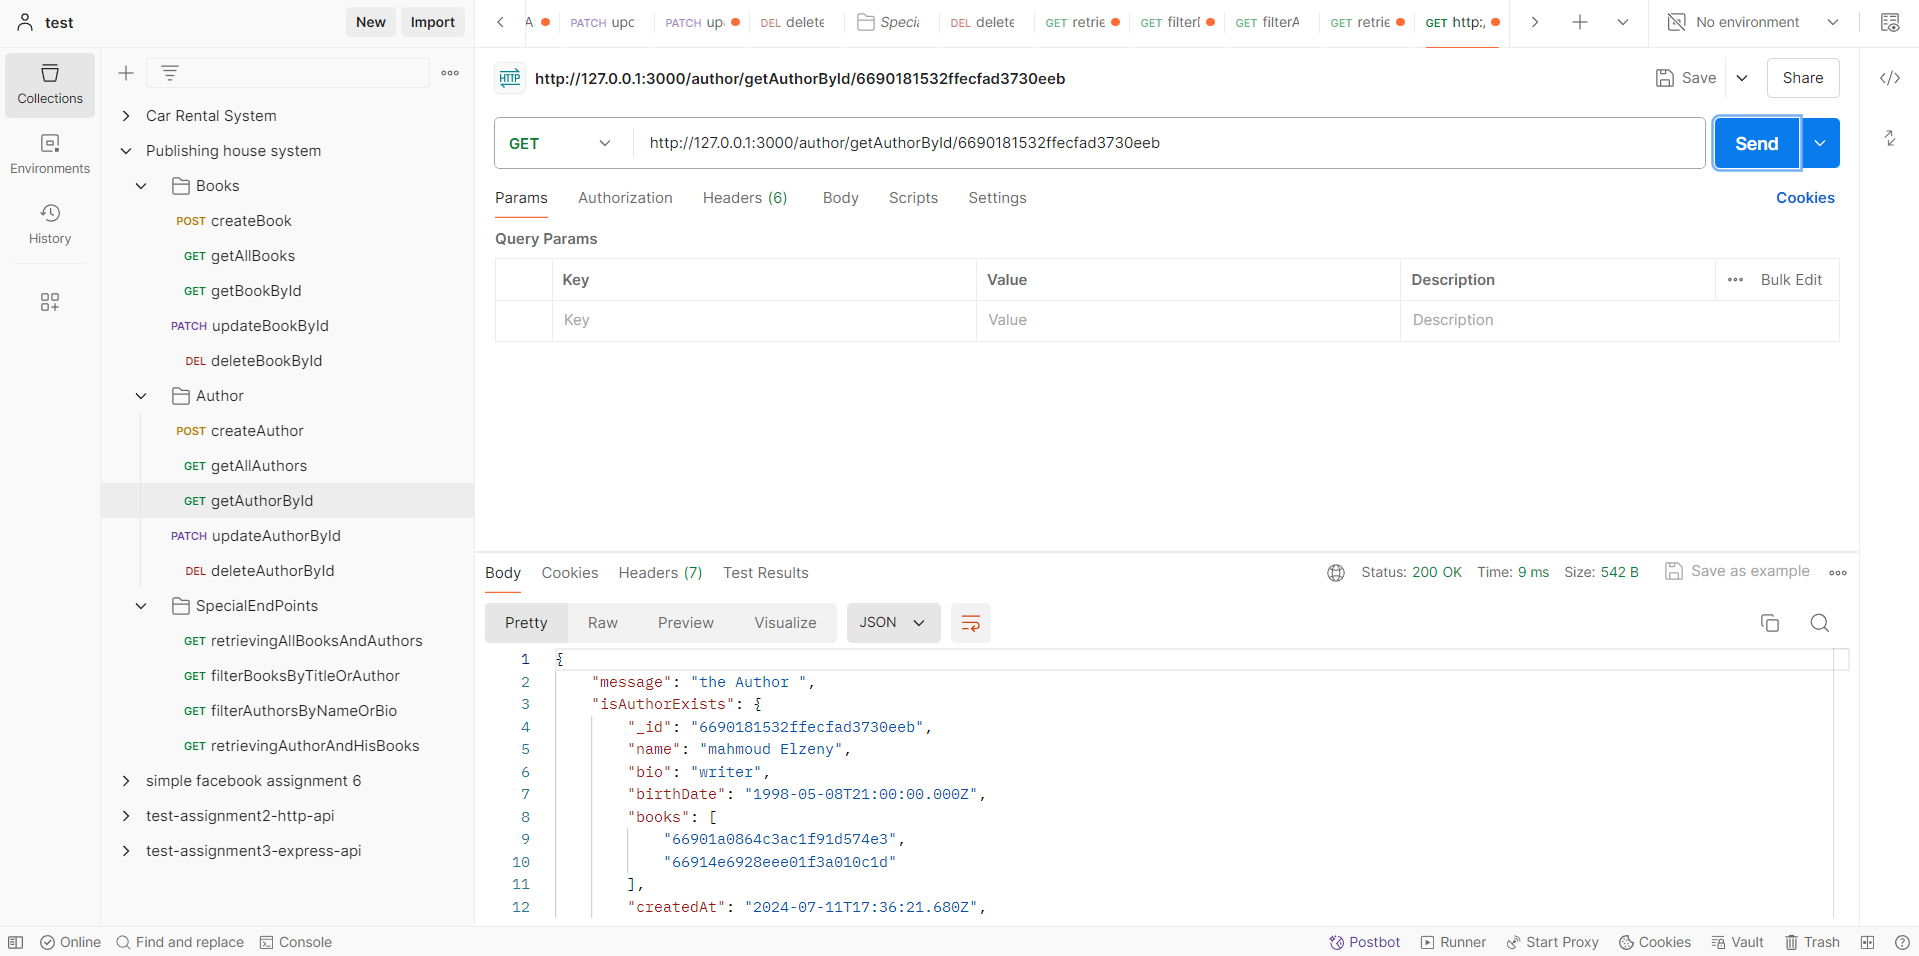 test
New
Import
PATCH upd
PATCH up
DEL delete
Specia
DEL delete
GET retrie
GET filterE
GET filterA
GET retrie
GET http:/
No environment
Collections
Environments
History
Car Rental System
Publishing house system
Books
POST createBook
GET getAllBooks
GET getBookById
PATCH updateBookById
DEL deleteBookById
Author
POST createAuthor
GET getAllAuthors
GET getAuthorById
PATCH updateAuthorById
DEL deleteAuthorById
SpecialEndPoints
GET retrievingAllBooksAndAuthors
GET filterBooksByTitleOrAuthor
GET filterAuthorsByNameOrBio
GET retrievingAuthorAndHisBooks
simple facebook assignment 6
test-assignment2-http-api
test-assignment3-express-api
HTTP http://127.0.0.1:3000/author/getAuthorById/6690181532ffecfad3730eeb
Save
Share
GET http://127.0.0.1:3000/author/getAuthorById/6690181532ffecfad3730eeb
Send
Params Authorization Headers (6) Body Scripts Settings Cookies
Query Params
Key Value Description ••• Bulk Edit
Key Value Description
Body Cookies Headers (7) Test Results Status: 200 OK Time: 9 ms Size: 542 B Save as example
Pretty Raw Preview Visualize JSON
1 {
2 "message": "the Author ",
3 "isAuthorExists": {
4 "_id": "6690181532ffecfad3730eeb",
5 "name": "mahmoud Elzeny",
6 "bio": "writer",
7 "birthDate": "1998-05-08T21:00:00.000Z",
8 "books": [
9 "66901a0864c3ac1f91d574e3",
10 "66914e6928eee01f3a010c1d"
11 ],
12 "createdAt": "2024-07-11T17:36:21.680Z",
Online Find and replace Console Postbot Runner Start Proxy Cookies Vault Trash